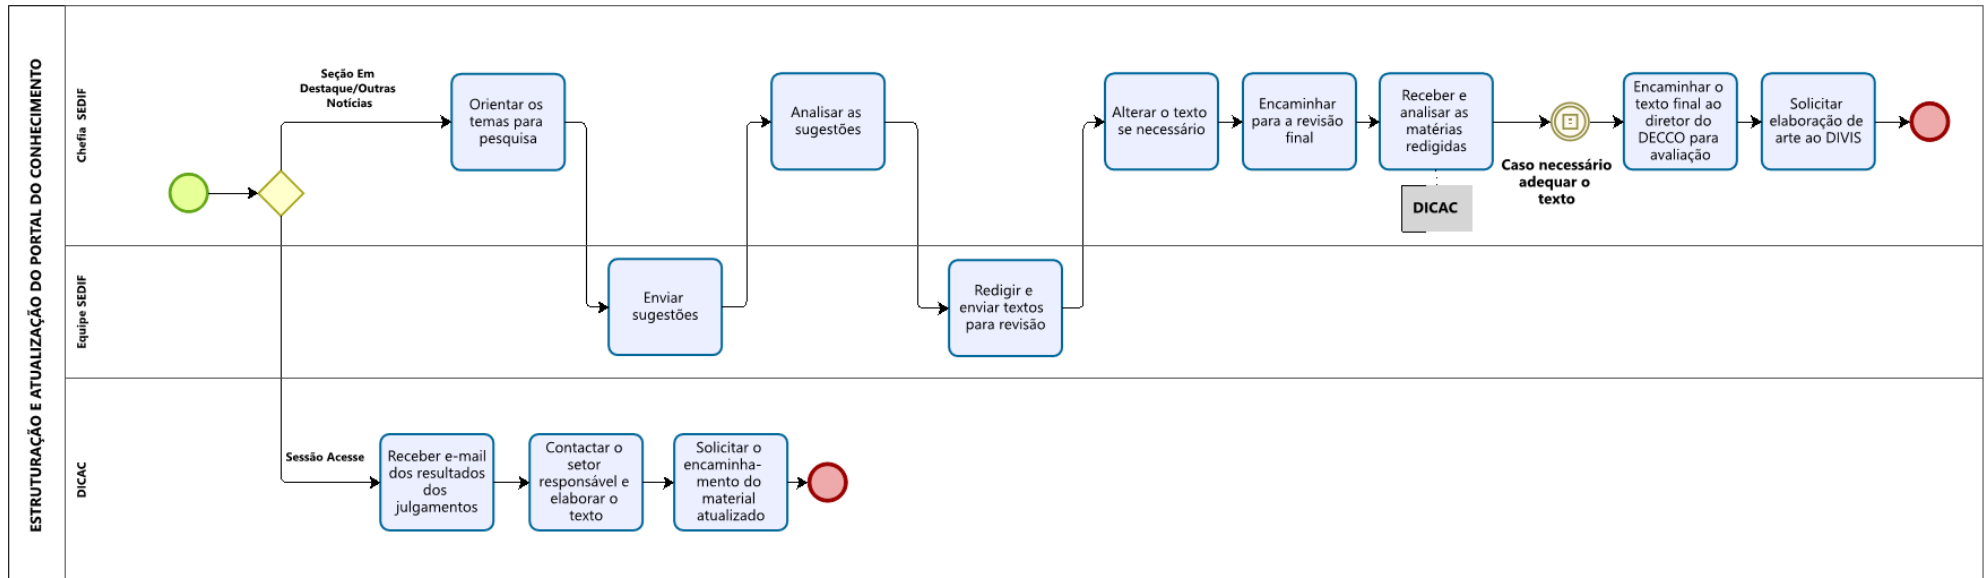 ESTRUTURAÇÃO E ATUALIZAÇÃO DO PORTAL DO CONHECIMENTO
Chefia SEDIF
Seção Em
Destaque/Outras
Notícias
Orientar os
temas para
pesquisa
Analisar as
sugestões
Alterar o texto
se necessário
Encaminhar
para a revisão
final
Receber e
analisar as
matérias
redigidas
DICAC
Caso necessário
adequar o
texto
Encaminhar o
texto final ao
diretor do
DECCO para
avaliação
Solicitar
elaboração de
arte ao DIVIS
Equipe SEDIF
Enviar
sugestões
Redigir e
enviar textos
para revisão
DICAC
Sessão Acesse
Receber e-mail
dos resultados
dos
julgamentos
Contactar o
setor
responsável e
elaborar o
texto
Solicitar o
encaminha-
mento do
material
atualizado